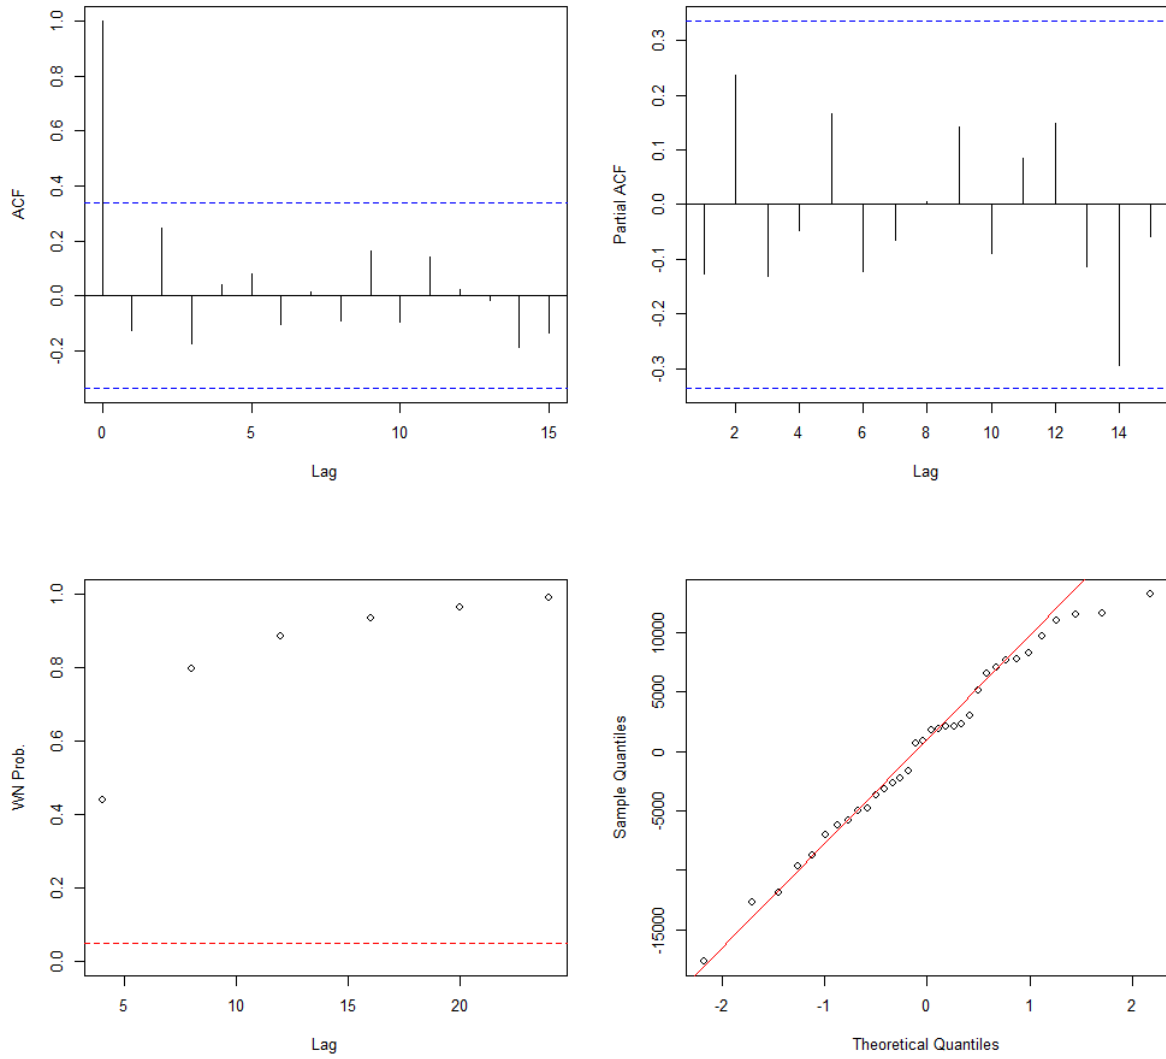 ACF
1.0
0.8
0.6
0.4
0.2
0.0
-0.2
0 5 10 15
Lag
Partial ACF
0.3
0.2
0.1
0.0
-0.1
-0.2
-0.3
2 4 6 8 10 12 14
Lag
WN Prob.
1.0
0.8
0.6
0.4
0.2
0.0
5 10 15 20
Lag
Sample Quantiles
10000
5000
0
-5000
-15000
-2 -1 0 1 2
Theoretical Quantiles